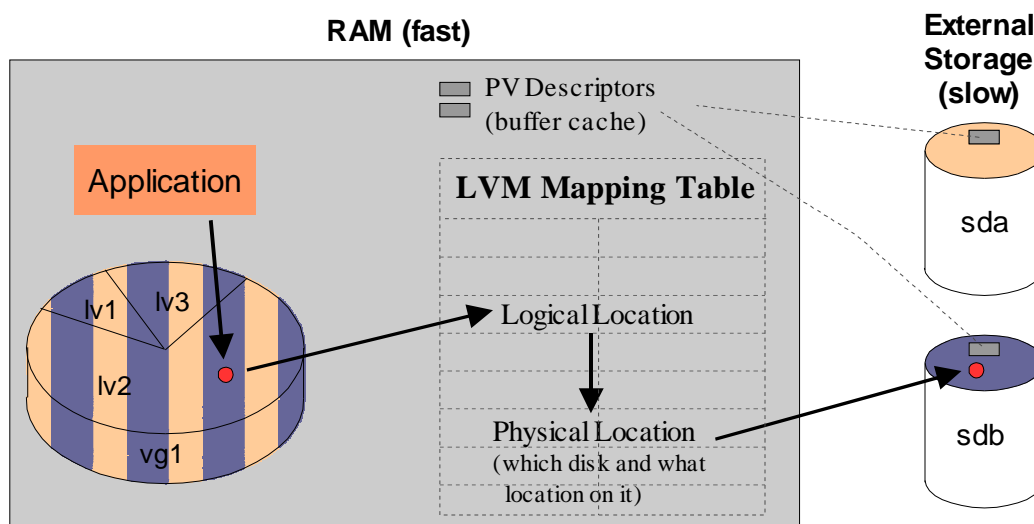 RAM (fast)
External
Storage
(slow)
PV Descriptors
(buffer cache)
Application
LVM Mapping Table
sda
lv1
lv3
Logical Location
lv2
Physical Location
(which disk and what
location on it)
vg1
sdb